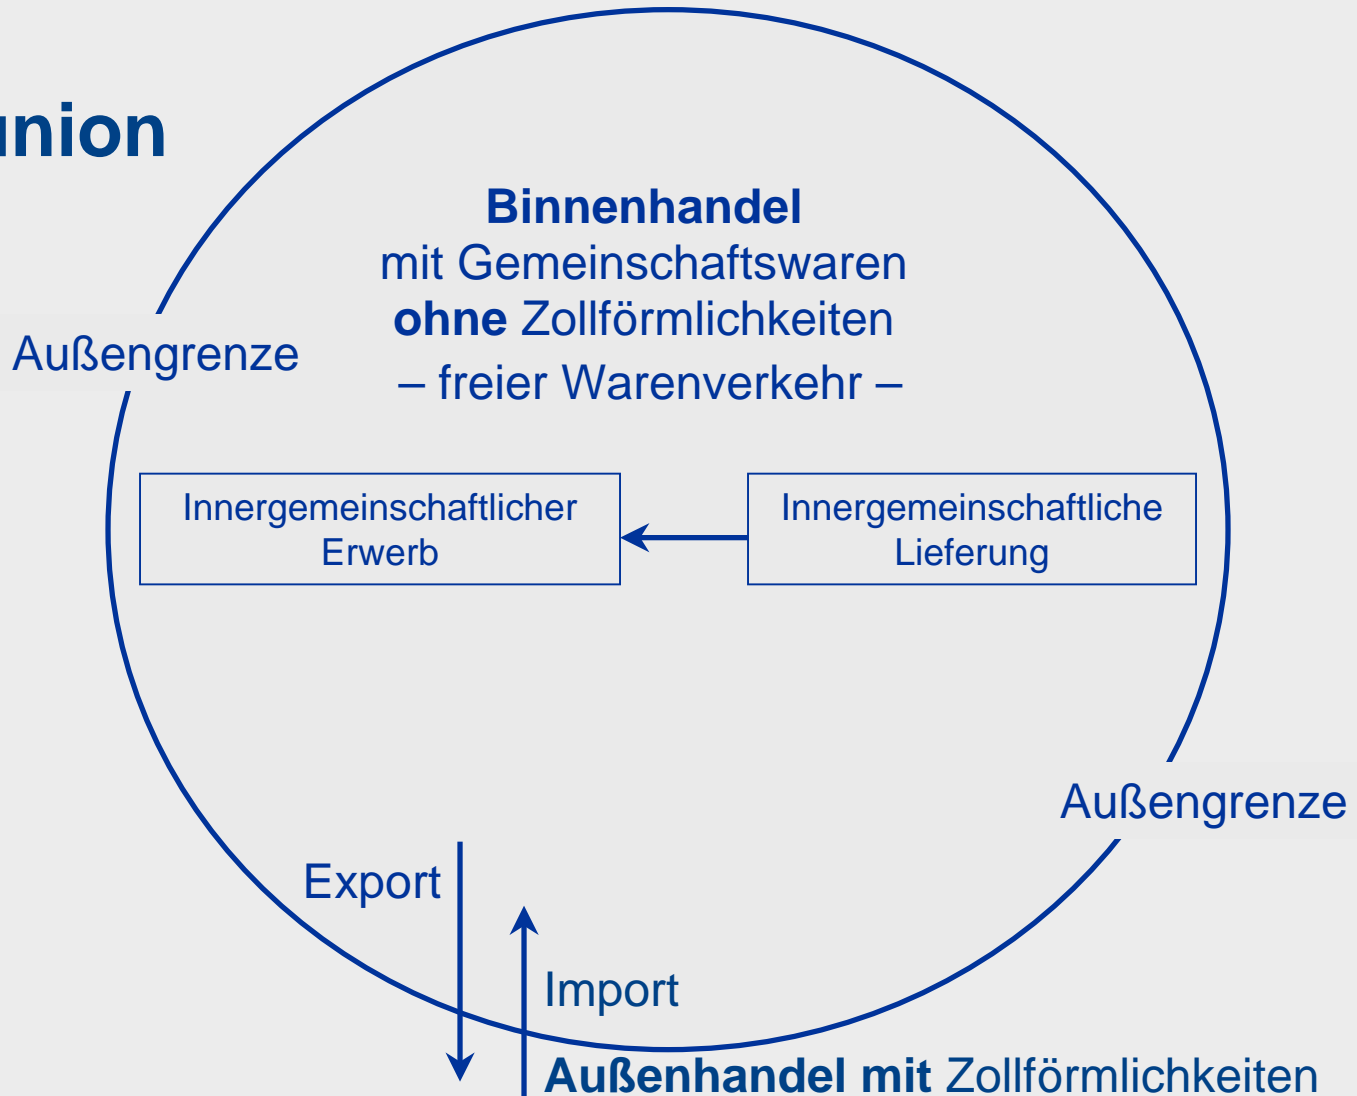 union
Binnenhandel
mit Gemeinschaftswaren
ohne Zollförmlichkeiten
– freier Warenverkehr –
Außengrenze
Innergemeinschaftlicher
Erwerb
Innergemeinschaftliche
Lieferung
Außengrenze
Export
Import
Außenhandel mit Zollförmlichkeiten